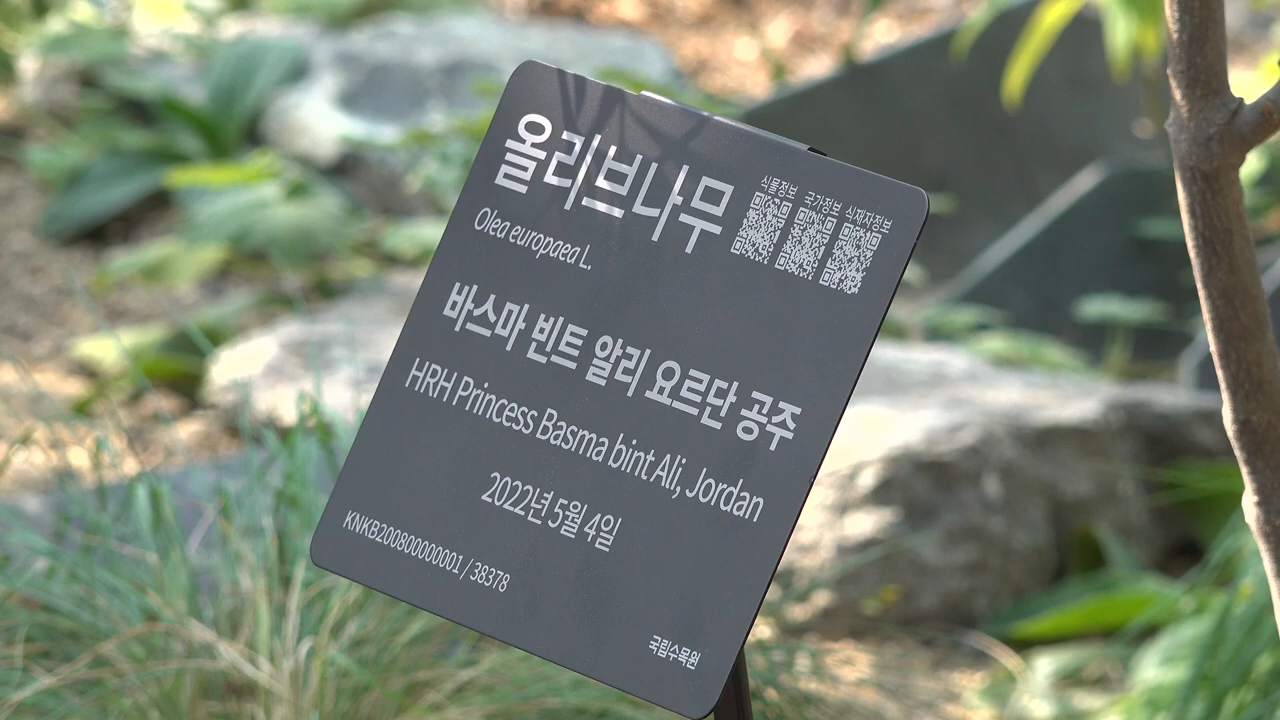 올리브나무
식물정보 국가정보 식재자정보
Olea europaea L.
바스마 빈트 알리 요르단 공주
HRH Princess Basma bint Ali, Jordan
2022년 5월 4일
KNKB200800000001 / 38378
국립수목원